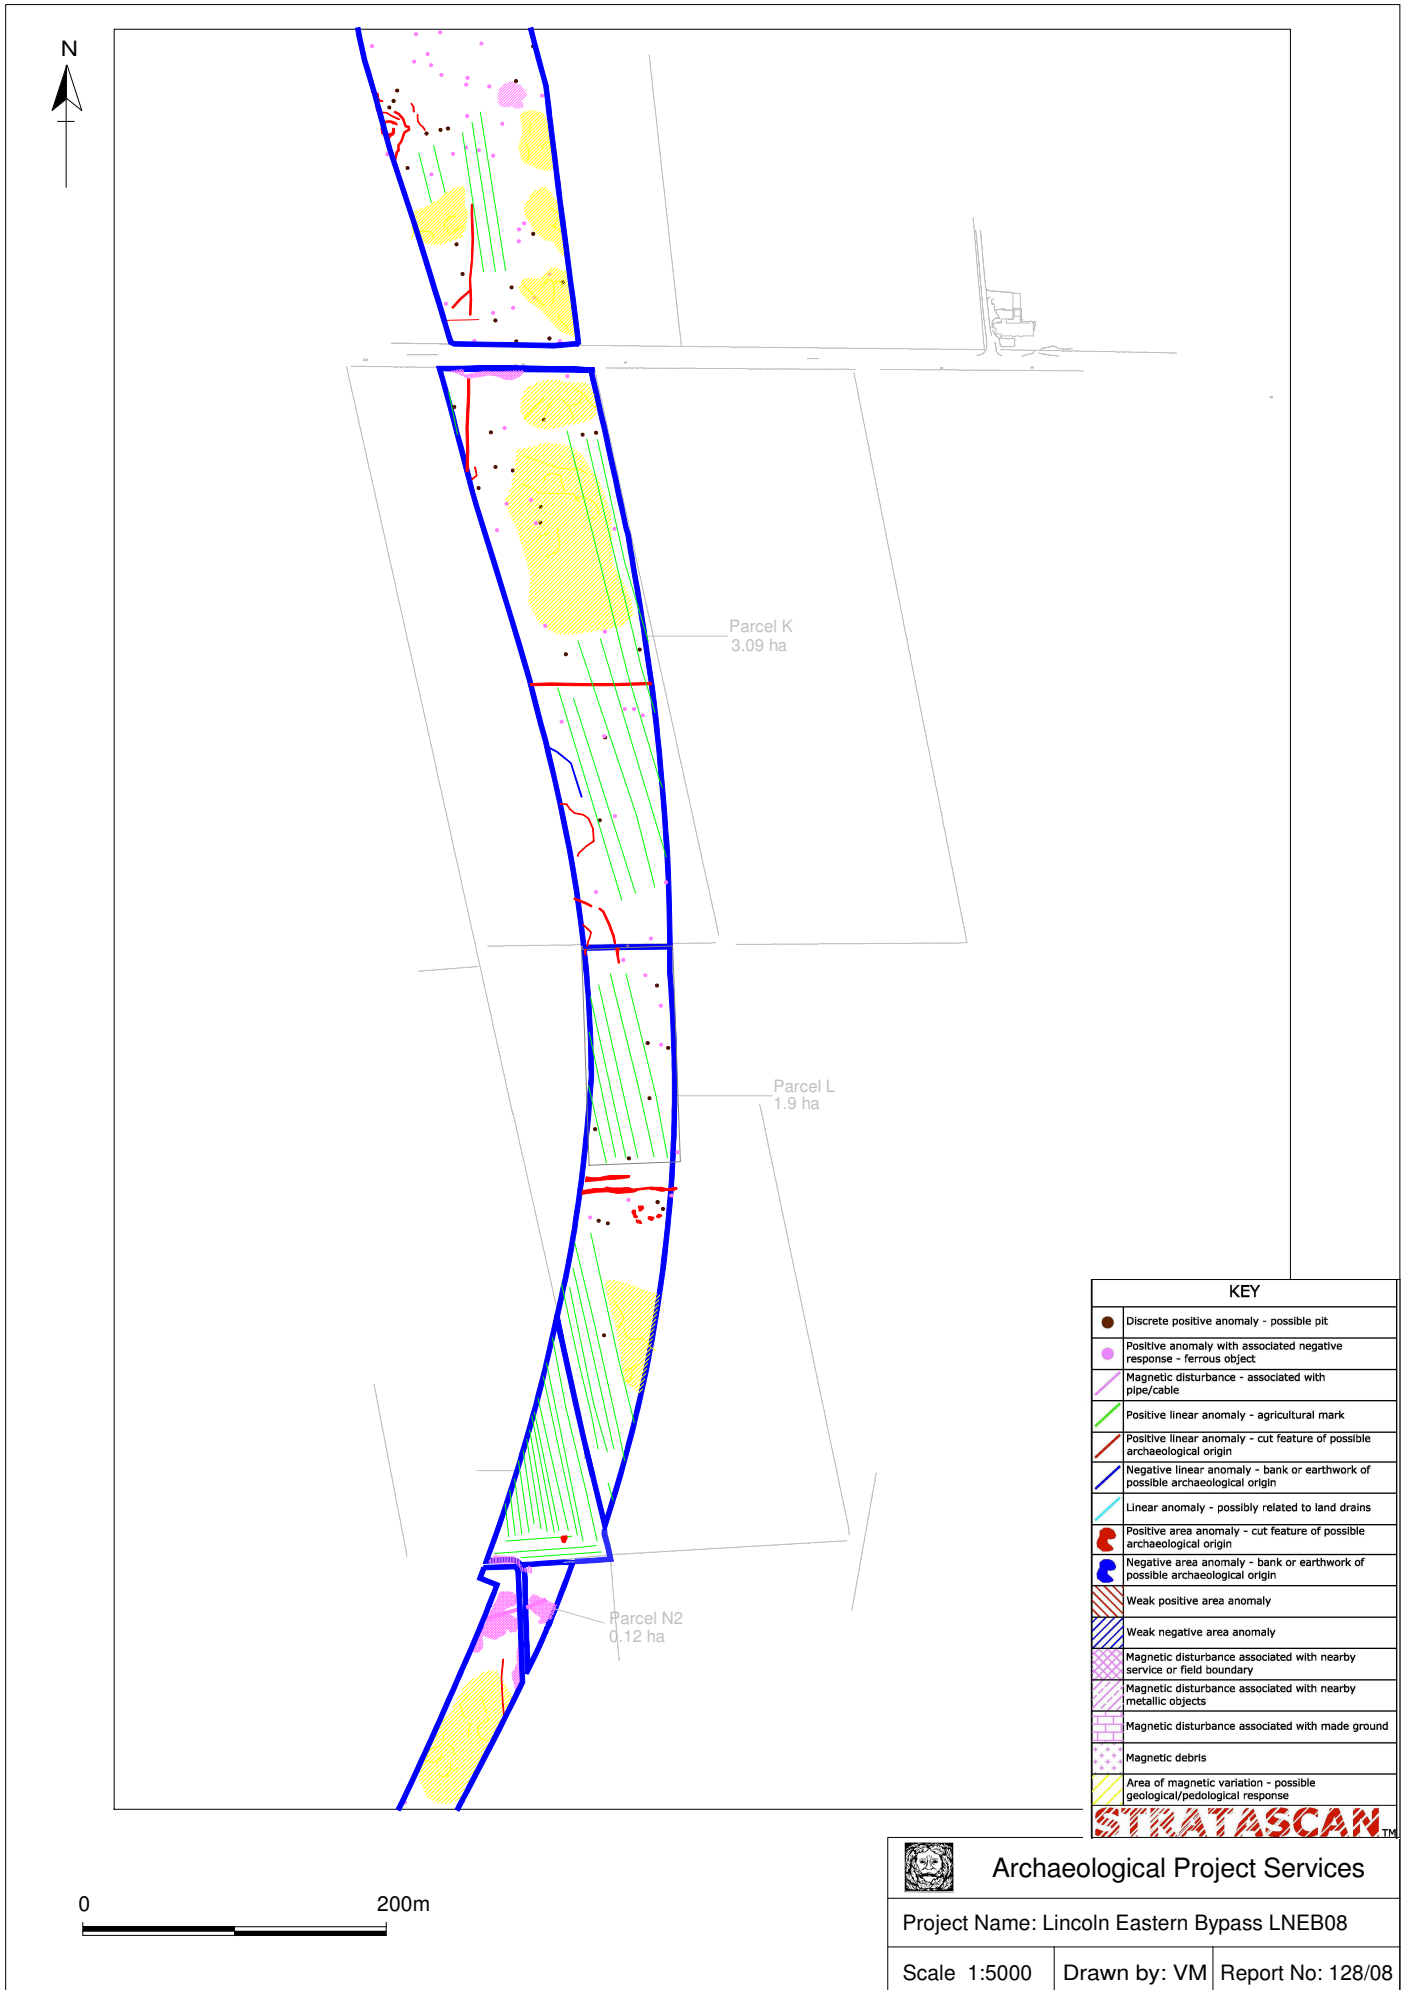 N
Parcel K
3.09 ha
Parcel L
1.9 ha
Parcel N2
0.12 ha
KEY
Discrete positive anomaly - possible pit
Positive anomaly with associated negative
response - ferrous object
Magnetic disturbance - associated with
pipe/cable
Positive linear anomaly - agricultural mark
Positive linear anomaly - cut feature of possible
archaeological origin
Negative linear anomaly - bank or earthwork of
possible archaeological origin
Linear anomaly - possibly related to land drains
Positive area anomaly - cut feature of possible
archaeological origin
Negative area anomaly - bank or earthwork of
possible archaeological origin
Weak positive area anomaly
Weak negative area anomaly
Magnetic disturbance associated with nearby
service or field boundary
Magnetic disturbance associated with nearby
metallic objects
Magnetic disturbance associated with made ground
Magnetic debris
Area of magnetic variation - possible
geological/pedological response
STRATASCAN TM
Archaeological Project Services
Project Name: Lincoln Eastern Bypass LNEB08
Scale 1:5000 Drawn by: VM Report No: 128/08
0 200m